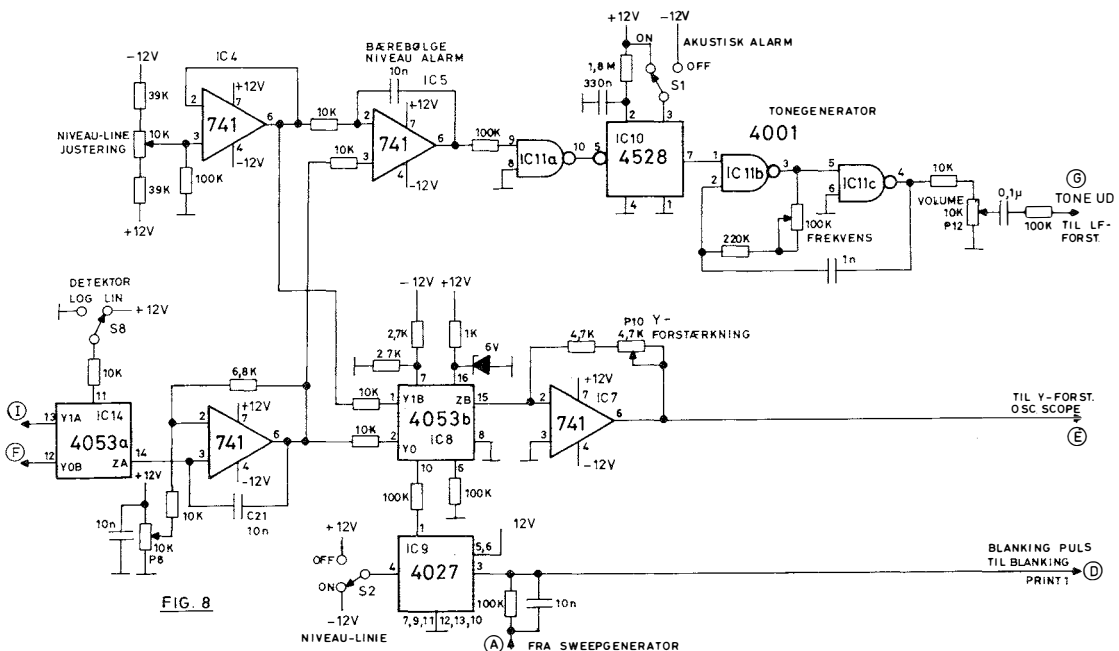 -12V
39K
NIVEAU-LINE
JUSTERING
10K
39K
+12V
100K
IC4
2
3
741
+12V
7
6
4
-12V
BÆREBØLGE
NIVEAU ALARM
10n
IC5
10K
10K
2
3
741
+12V
7
6
4
-12V
100K
9
8
IC11a
10
5
+12V
-12V
ON
AKUSTISK ALARM
OFF
S1
1,8M
330n
2
3
IC10
4528
7
4
1
TONEGENERATOR
4001
1
2
IC11b
3
5
6
IC11c
4
220K
100K
FREKVENS
1n
10K
VOLUME
10K
P12
0,1µ
100K
G
TONE UD
TIL LF-
FORST.
DETEKTOR
LOG LIN
+12V
S8
10K
11
I
13
Y1A
IC14
4053a
F
12
Y0B
ZA
14
+12V
10n
10K
P8
10K
6,8K
2
3
741
+12V
7
6
4
-12V
C21
10n
-12V
+12V
2,7K
1K
27K
6V
7
16
10K
1
Y1B
ZB
15
4053b
10K
2
Y0
IC8
8
10
6
100K
100K
4,7K
P10
4,7K
Y-
FORSTÆRKNING
2
3
741
+12V
7
IC7
6
4
-12V
TIL Y-FORST.
OSC SCOPE
E
+12V
OFF
ON
S2
-12V
NIVEAU-LINIE
1
IC9
5,6
12V
4
4027
3
7,9,11
12,13,10
100K
10n
A
FRA SWEEPGENERATOR
BLANKING PULS
TIL BLANKING
PRINT 1
D
FIG. 8